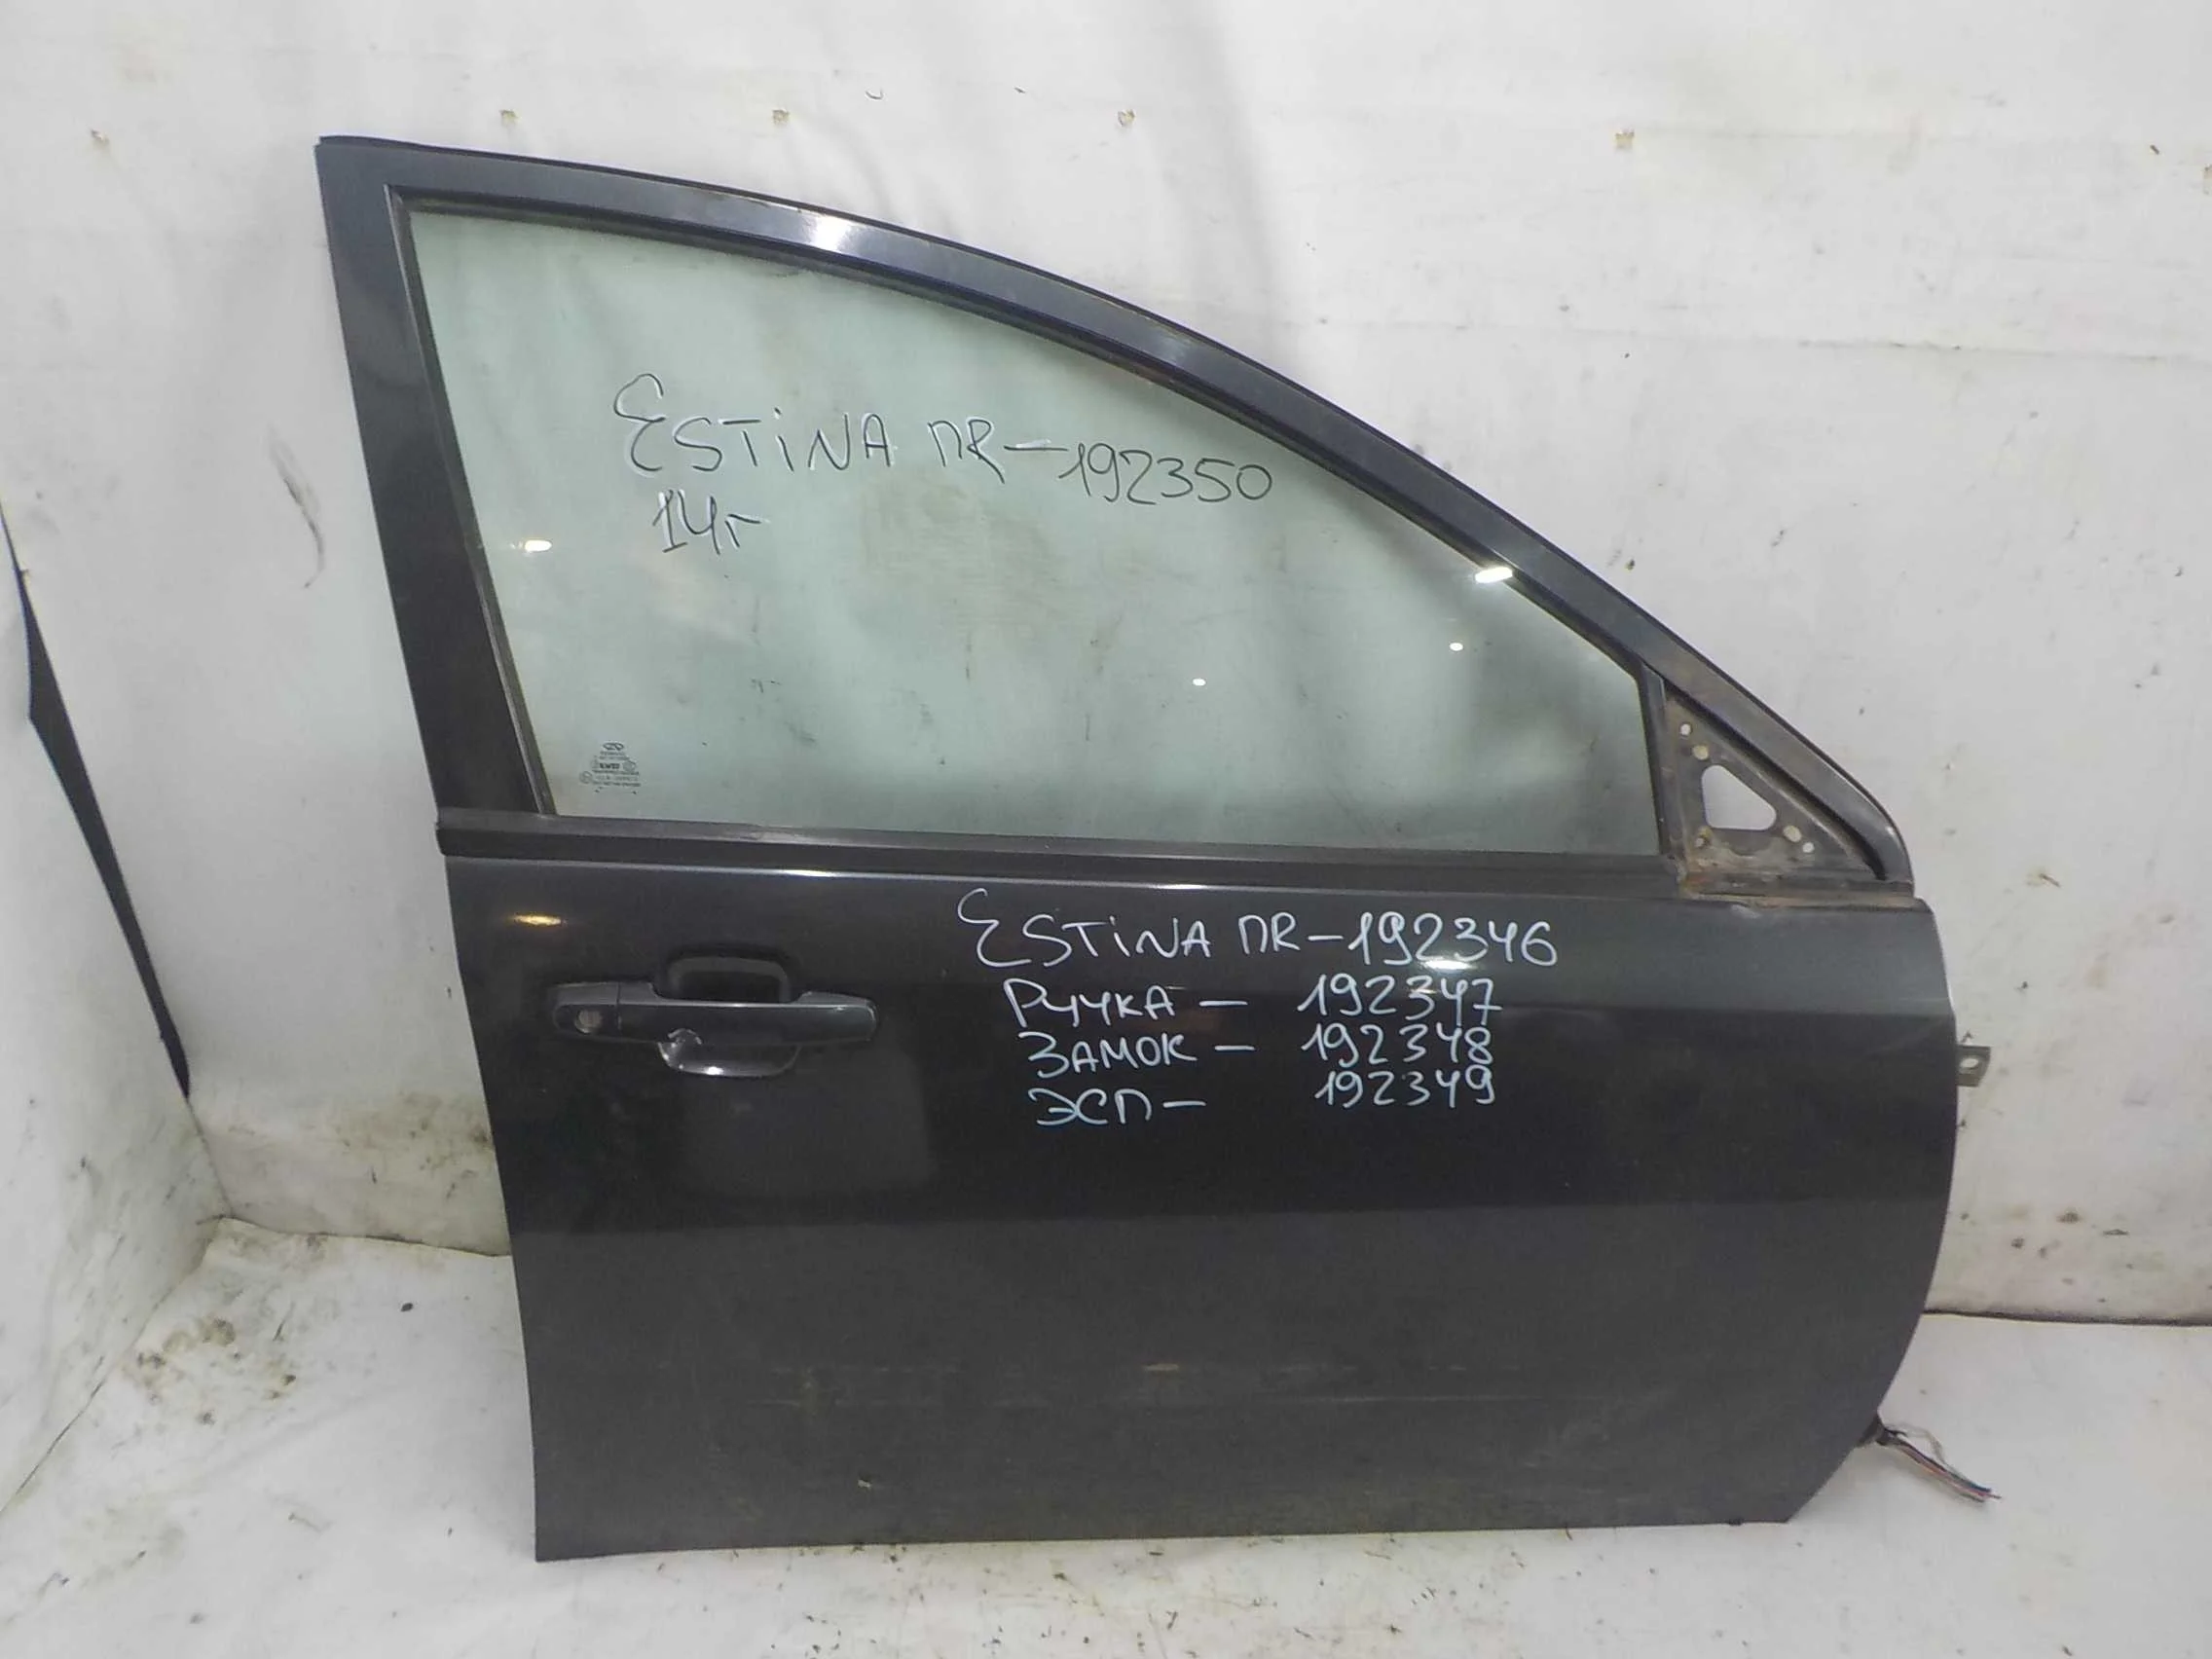 ESTiNA ПR-192350
14г
ESTiNA ПR-192346
РУЧКА - 192347
ЗАМОК - 192348
ЭСП - 192349